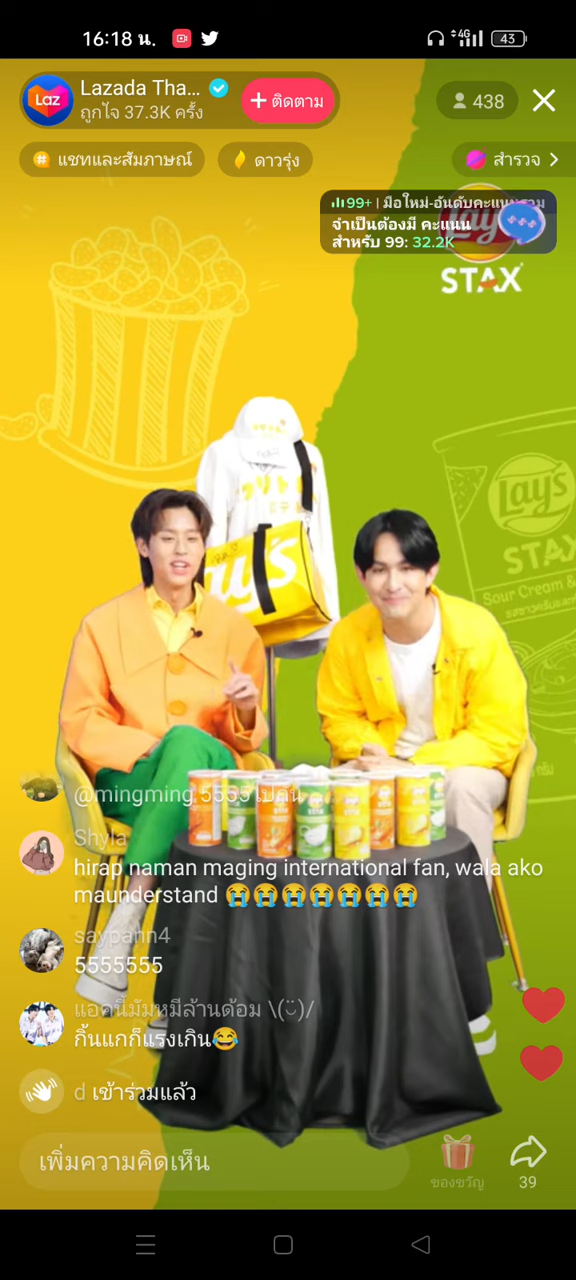 16:18 น.
4G
43
Laz
Lazada Tha...
ถูกใจ 37.3K ครั้ง
+ ติดตาม
438
แชทและสัมภาษณ์
ดาวรุ่ง
สำรวจ
99+ | มือใหม่-อันดับคะแนนรวม
จำเป็นต้องมี คะแนน
สำหรับ 99: 32.2K
Lay's
STAX
Lay's
STAX
Sour Cream &
Lay's
@mingming 5555 ไปกัน
Shyla
hirap naman maging international fan, wala ako
maunderstand 😭😭😭😭😭😭😭
saypann4
5555555
แอคนี้มัมหมีล้านด้อม \(ツ)/
กิ้นแกก็แรงเกิน😂
d เข้าร่วมแล้ว
เพิ่มความคิดเห็น
ของขวัญ
39